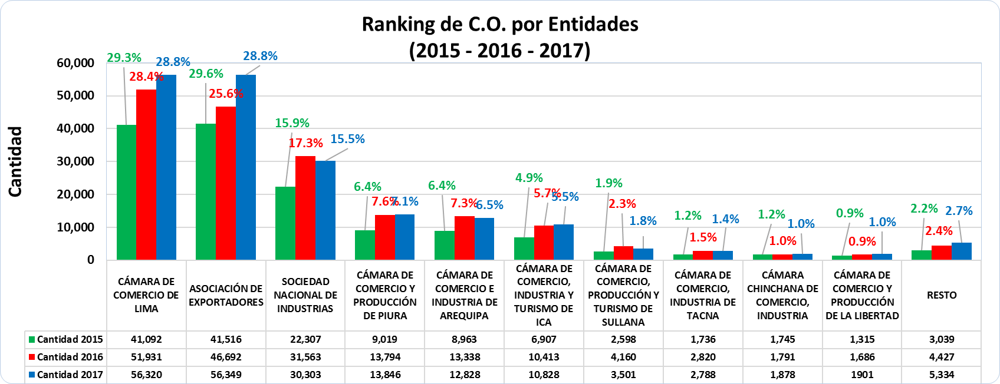 Ranking de C.O. por Entidades
(2015 - 2016 - 2017)
Cantidad
60,000
50,000
40,000
30,000
20,000
10,000
0
29.3% 28.4% 28.8%
29.6% 25.6% 28.8%
15.9% 17.3% 15.5%
6.4% 7.6% 7.1%
6.4% 7.3% 6.5%
4.9% 5.7% 5.5%
1.9% 2.3% 1.8%
1.2% 1.5% 1.4%
1.2% 1.0% 1.0%
0.9% 0.9% 1.0%
2.2% 2.4% 2.7%
CÁMARA DE
COMERCIO DE
LIMA
ASOCIACIÓN DE
EXPORTADORES
SOCIEDAD
NACIONAL DE
INDUSTRIAS
CÁMARA DE
COMERCIO Y
PRODUCCIÓN
DE PIURA
CÁMARA DE
COMERCIO E
INDUSTRIA DE
AREQUIPA
CÁMARA DE
COMERCIO,
INDUSTRIA Y
TURISMO DE
ICA
CÁMARA DE
COMERCIO,
PRODUCCIÓN Y
TURISMO DE
SULLANA
CÁMARA DE
COMERCIO,
INDUSTRIA DE
TACNA
CÁMARA
CHINCHANA DE
COMERCIO,
INDUSTRIA
CÁMARA DE
COMERCIO Y
PRODUCCIÓN
DE LA LIBERTAD
RESTO
Cantidad 2015 41,092 41,516 22,307 9,019 8,963 6,907 2,598 1,736 1,745 1,315 3,039
Cantidad 2016 51,931 46,692 31,563 13,794 13,338 10,413 4,160 2,820 1,791 1,686 4,427
Cantidad 2017 56,320 56,349 30,303 13,846 12,828 10,828 3,501 2,788 1,878 1901 5,334